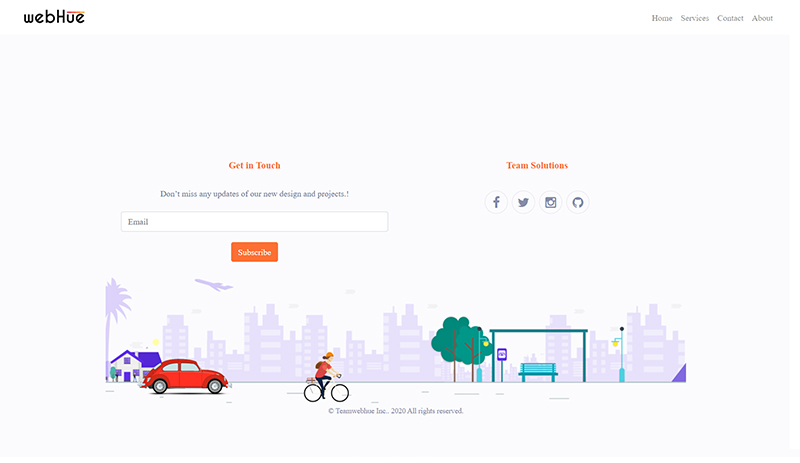 webHue
Home Services Contact About
Get in Touch
Team Solutions
Don't miss any updates of our new design and projects.!
Email
Subscribe
© Teamwebhue Inc.. 2020 All rights reserved.